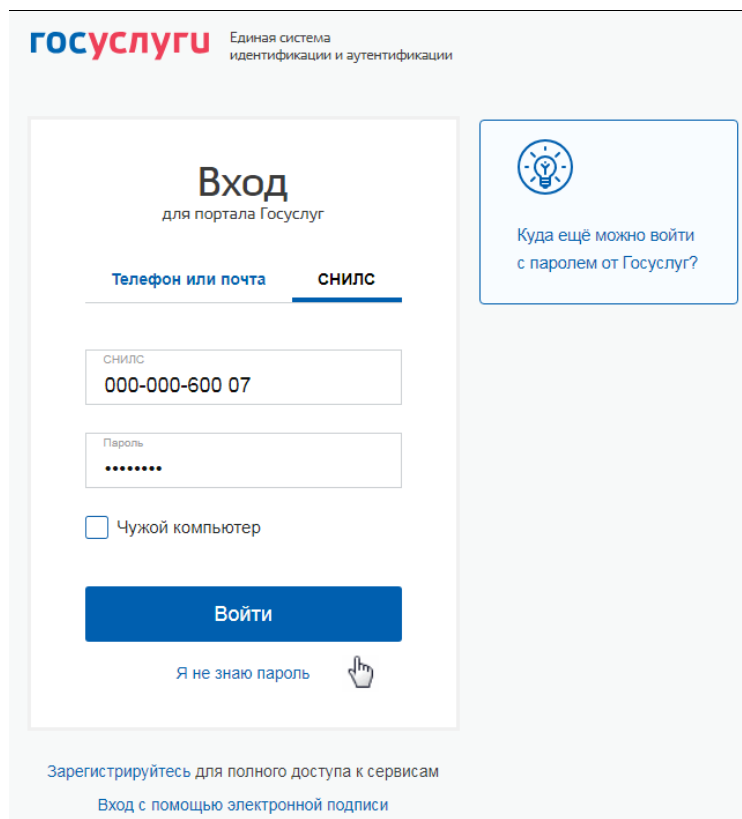 госуслуги
Единая система
идентификации и аутентификации
Вход
для портала Госуслуг
Телефон или почта
СНИЛС
СНИЛС
000-000-600 07
Пароль
••••••••
Чужой компьютер
Войти
Я не знаю пароль
Зарегистрируйтесь для полного доступа к сервисам
Вход с помощью электронной подписи
Куда ещё можно войти
с паролем от Госуслуг?